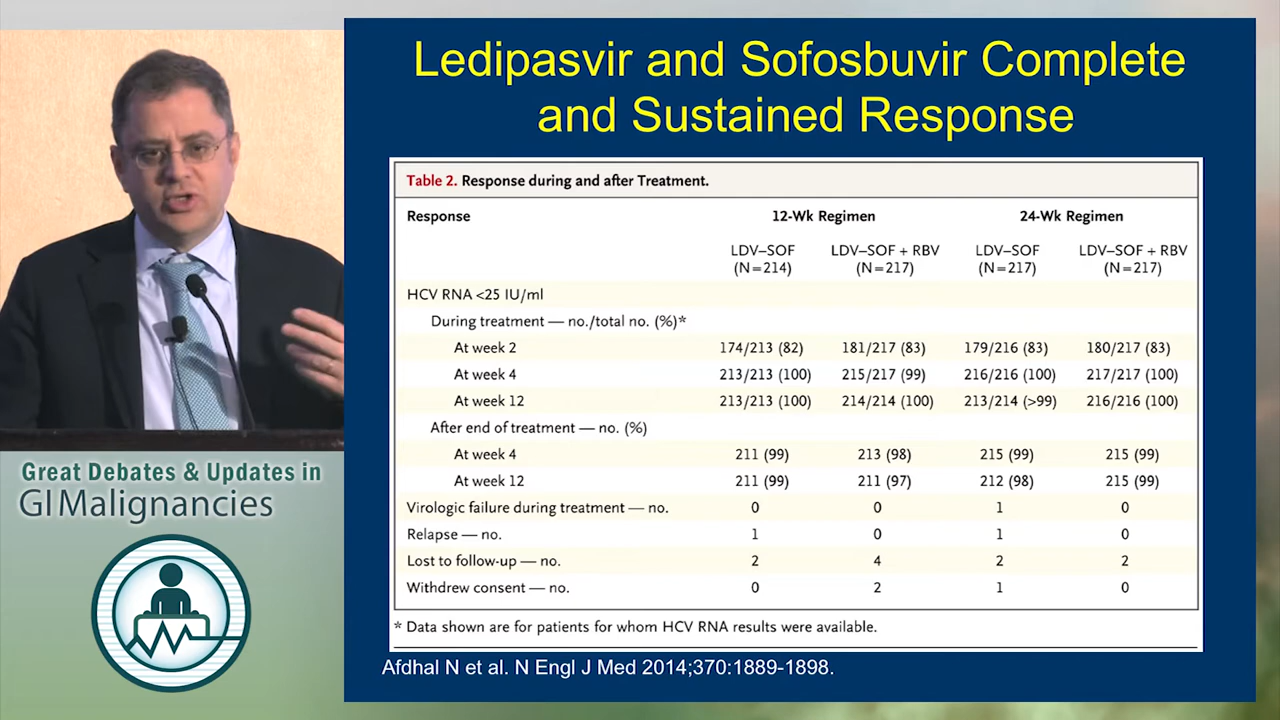 Ledipasvir and Sofosbuvir Complete
and Sustained Response
Table 2. Response during and after Treatment.
Response 12-Wk Regimen 24-Wk Regimen
LDV–SOF LDV–SOF + RBV LDV–SOF LDV–SOF + RBV
(N=214) (N=217) (N=217) (N=217)
HCV RNA <25 IU/ml
During treatment — no./total no. (%)*
At week 2 174/213 (82) 181/217 (83) 179/216 (83) 180/217 (83)
At week 4 213/213 (100) 215/217 (99) 216/216 (100) 217/217 (100)
At week 12 213/213 (100) 214/214 (100) 213/214 (>99) 216/216 (100)
After end of treatment — no. (%)
At week 4 211 (99) 213 (98) 215 (99) 215 (99)
At week 12 211 (99) 211 (97) 212 (98) 215 (99)
Virologic failure during treatment — no. 0 0 1 0
Relapse — no. 1 0 1 0
Lost to follow-up — no. 2 4 2 2
Withdrew consent — no. 0 2 1 0
* Data shown are for patients for whom HCV RNA results were available.
Afdhal N et al. N Engl J Med 2014;370:1889-1898.
Great Debates & Updates in
GI Malignancies